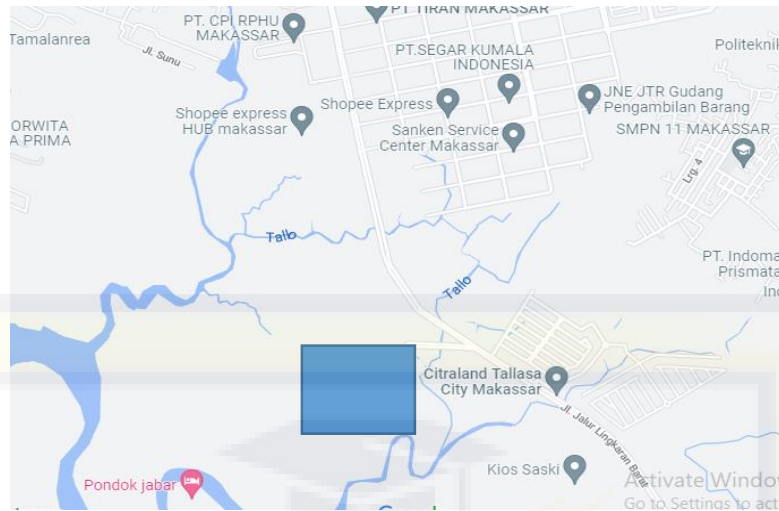 PT TIRAN MAKASSAR
PT. CPI RPHU
MAKASSAR
Tamalanrea
Jl. Sunu
PT.SEGAR KUMALA
INDONESIA
Politeknik
JNE JTR Gudang
Pengambilan Barang
Shopee Express
Shopee express
HUB makassar
Sanken Service
Center Makassar
SMPN 11 MAKASSAR
ORWITA
A PRIMA
Lrg. 4
Tallo
PT. Indoma
Prismata
In
Tallo
Citraland Tallasa
City Makassar
Jl. Jalur Lingkaran Barat
Kios Saski
Pondok jabar
Activate Windo
Go to Settings to act